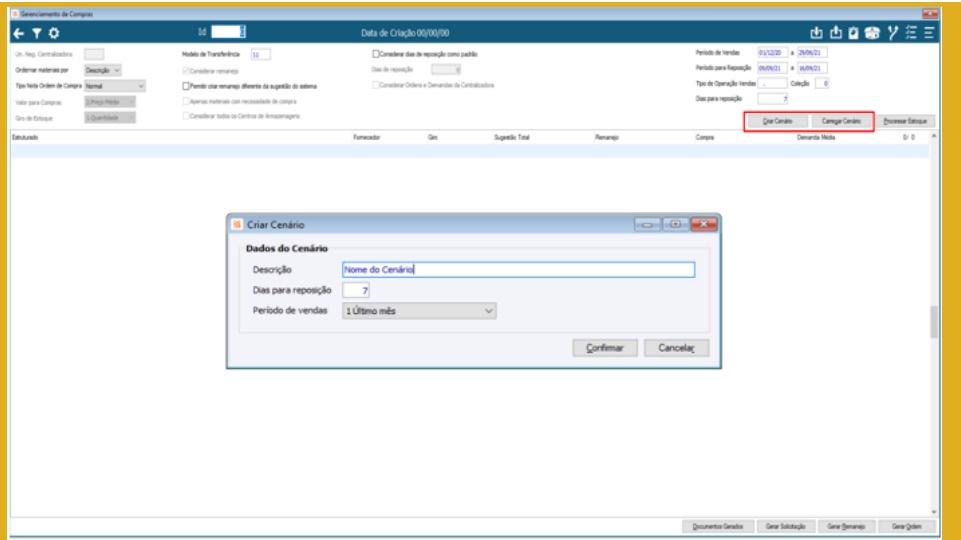 Gerenciamento de Compras
Id
Data de Criação 00/00/00
Un. Neg. Centralizadora
Modelo de Transferência 11
Considerar dias de reposição como padrão
Período de Vendas 01/12/20 a 29/09/21
Ordernar materiais por Descrição
Considerar remanejo
Dias de reposição 0
Período para Reposição 09/09/21 a 16/09/21
Tipo Nota Ordem de Compra Normal
Permitir criar remanejo diferente da sugestão do sistema
Considerar Ordens e Demandas da Centralizadora
Tipo de Operação Vendas . Coleção 0
Valor para Compras 2.Preço Médio
Apenas materiais com necessidade de compra
Dias para reposição 7
Giro de Estoque 1.Quantidade
Considerar todos os Centros de Armazenagens
Criar Cenário Carregar Cenário Processar Estoque
Estruturado Fornecedor Giro Sugestão Total Remanejo Compra Demanda Média 0/ 0
Criar Cenário
Dados do Cenário
Descrição Nome do Cenário
Dias para reposição 7
Período de vendas 1 Último mês
Confirmar Cancelar
Documentos Gerados Gerar Solicitação Gerar Remanejo Gerar Ordem